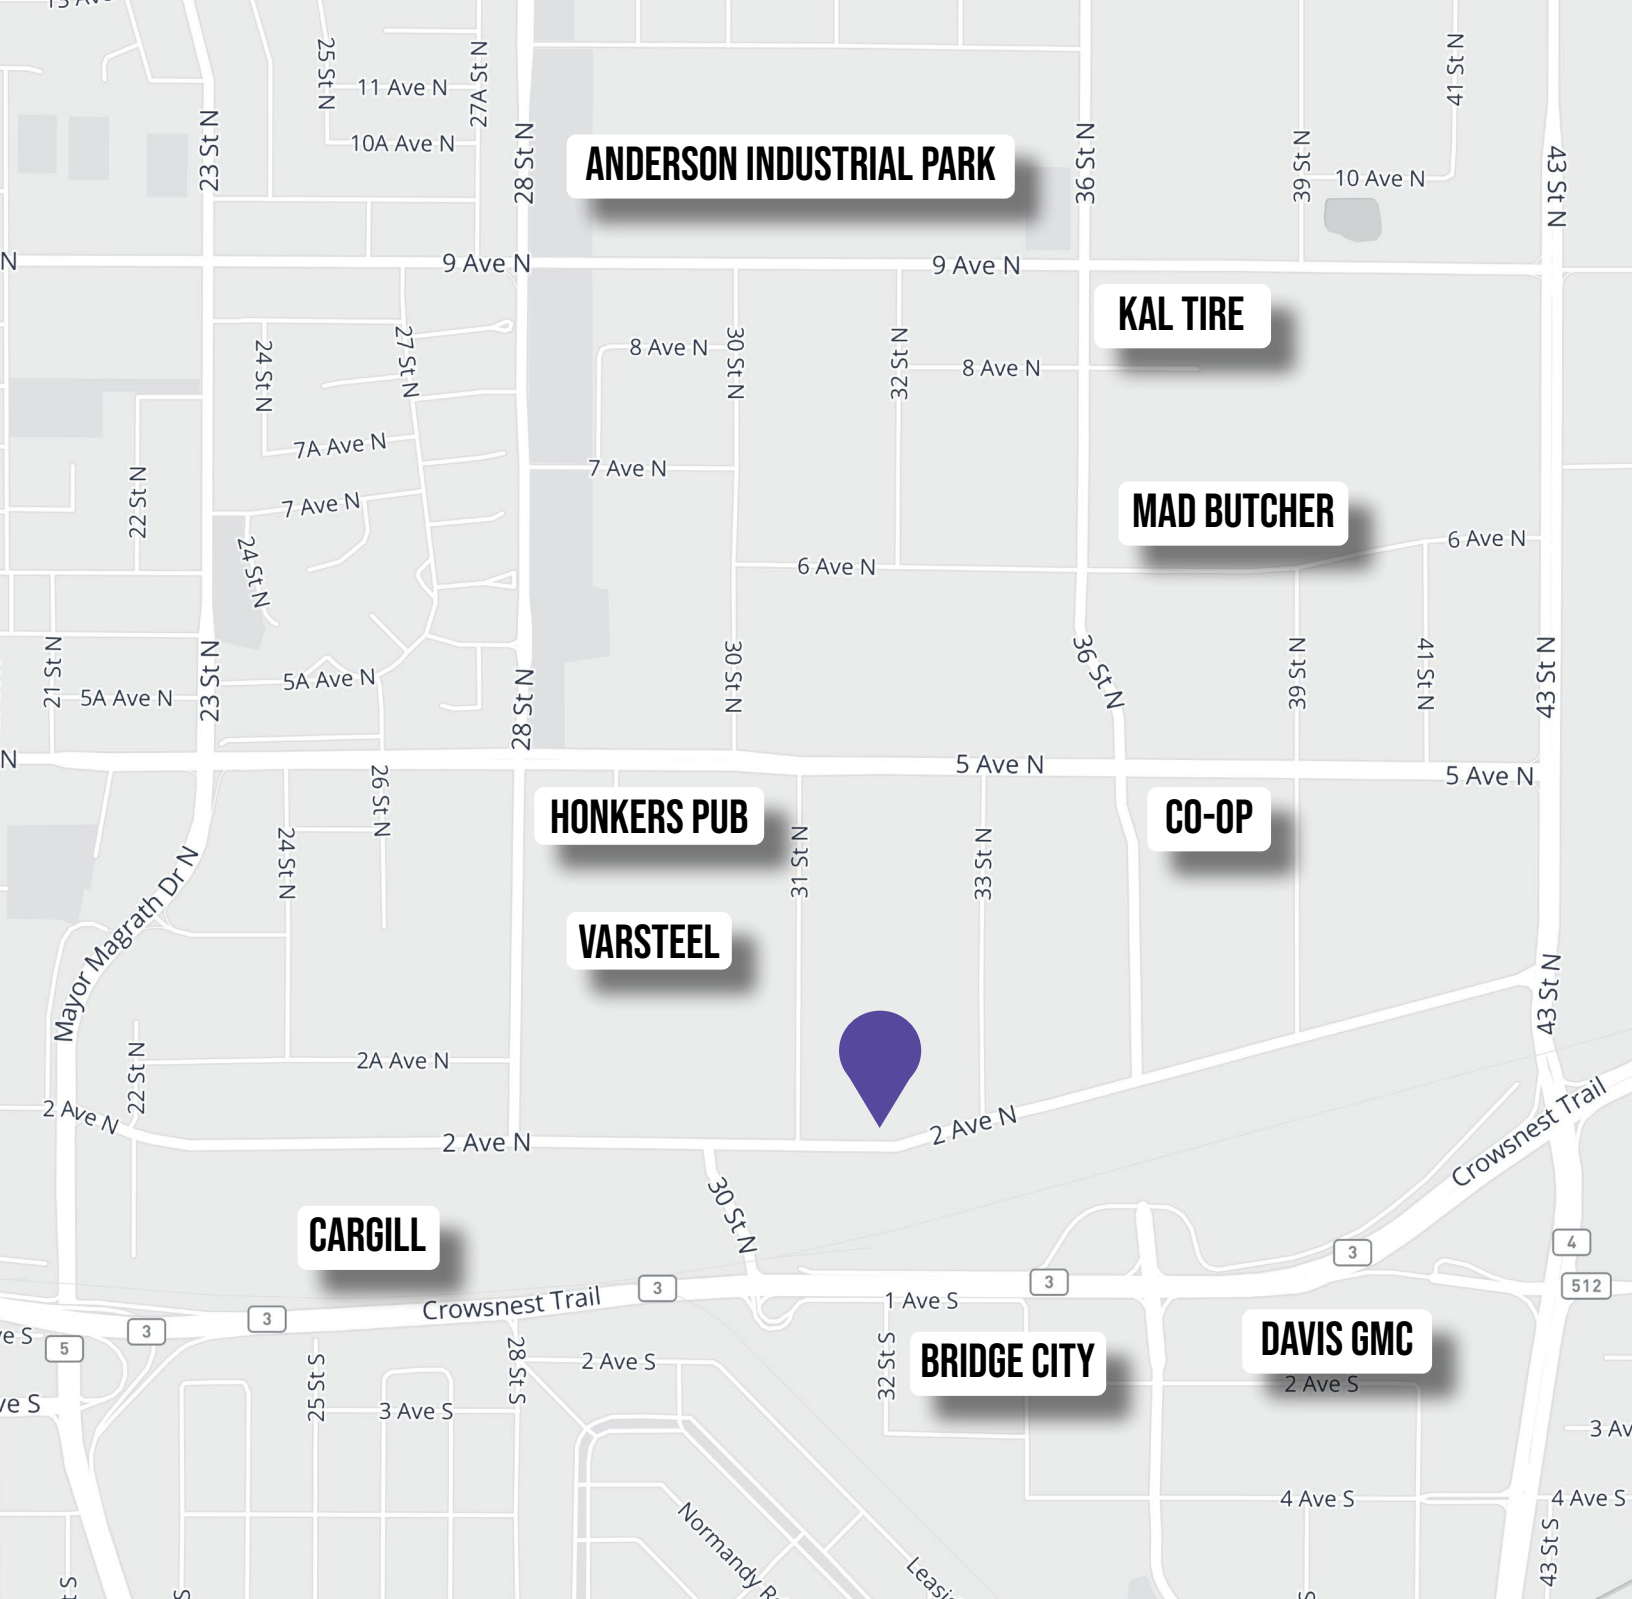 25 St N
27A St N
41 St N
11 Ave N
23 St N
28 St N
36 St N
39 St N
43 St N
10A Ave N
ANDERSON INDUSTRIAL PARK
10 Ave N
N
9 Ave N
9 Ave N
KAL TIRE
24 St N
27 St N
8 Ave N
30 St N
32 St N
8 Ave N
7A Ave N
7 Ave N
22 St N
7 Ave N
MAD BUTCHER
6 Ave N
24 St N
6 Ave N
21 St N
23 St N
5A Ave N
5A Ave N
28 St N
30 St N
36 St N
39 St N
41 St N
43 St N
N
5 Ave N
5 Ave N
26 St N
HONKERS PUB
CO-OP
24 St N
31 St N
33 St N
Mayor Magrath Dr N
VARSTEEL
43 St N
22 St N
2A Ave N
2 Ave N
2 Ave N
2 Ave N
Crowsnest Trail
30 St N
CARGILL
4
3
3
3
512
Crowsnest Trail
1 Ave S
3
3
5
ve S
28 St S
2 Ave S
32 St S
BRIDGE CITY
DAVIS GMC
2 Ave S
25 St S
ve S
3 Ave S
3 Av
4 Ave S
4 Ave S
Normandy R
Leasi
43 St S
S
t S
S